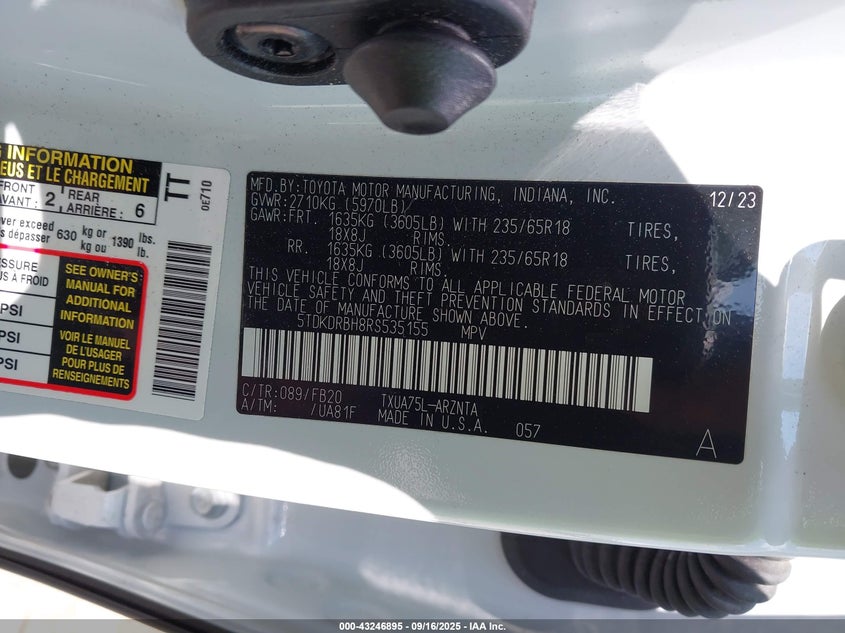 G INFORMATION
EUS ET LE CHARGEMENT
FRONT
AVANT : 2
REAR
ARRIÈRE : 6
ver exceed
s dépasser 630 kg or kg ou 1390 lbs. lb.
SSURE
US A FROID
PSI
PSI
PSI
SEE OWNER'S
MANUAL FOR
ADDITIONAL
INFORMATION
VOIR LE MANUEL
DE L'USAGER
POUR PLUS DE
RENSEIGNEMENTS
TT
0E710
MFD.BY:TOYOTA MOTOR MANUFACTURING, INDIANA, INC. 12/23
GVWR:2710KG (5970LB)
GAWR:FRT. 1635KG (3605LB) WITH 235/65R18 TIRES,
18X8J RIMS.
RR. 1635KG (3605LB) WITH 235/65R18 TIRES,
18X8J RIMS.
THIS VEHICLE CONFORMS TO ALL APPLICABLE FEDERAL MOTOR
VEHICLE SAFETY AND THEFT PREVENTION STANDARDS IN EFFECT ON
THE DATE OF MANUFACTURE SHOWN ABOVE.
5TDKDRBH8RS535155 MPV
C/TR:089/FB20 TXUA75L-ARZNTA
A/TM: /UA81F MADE IN U.S.A. 057
A
000-43246895 - 09/16/2025 - IAA Inc.